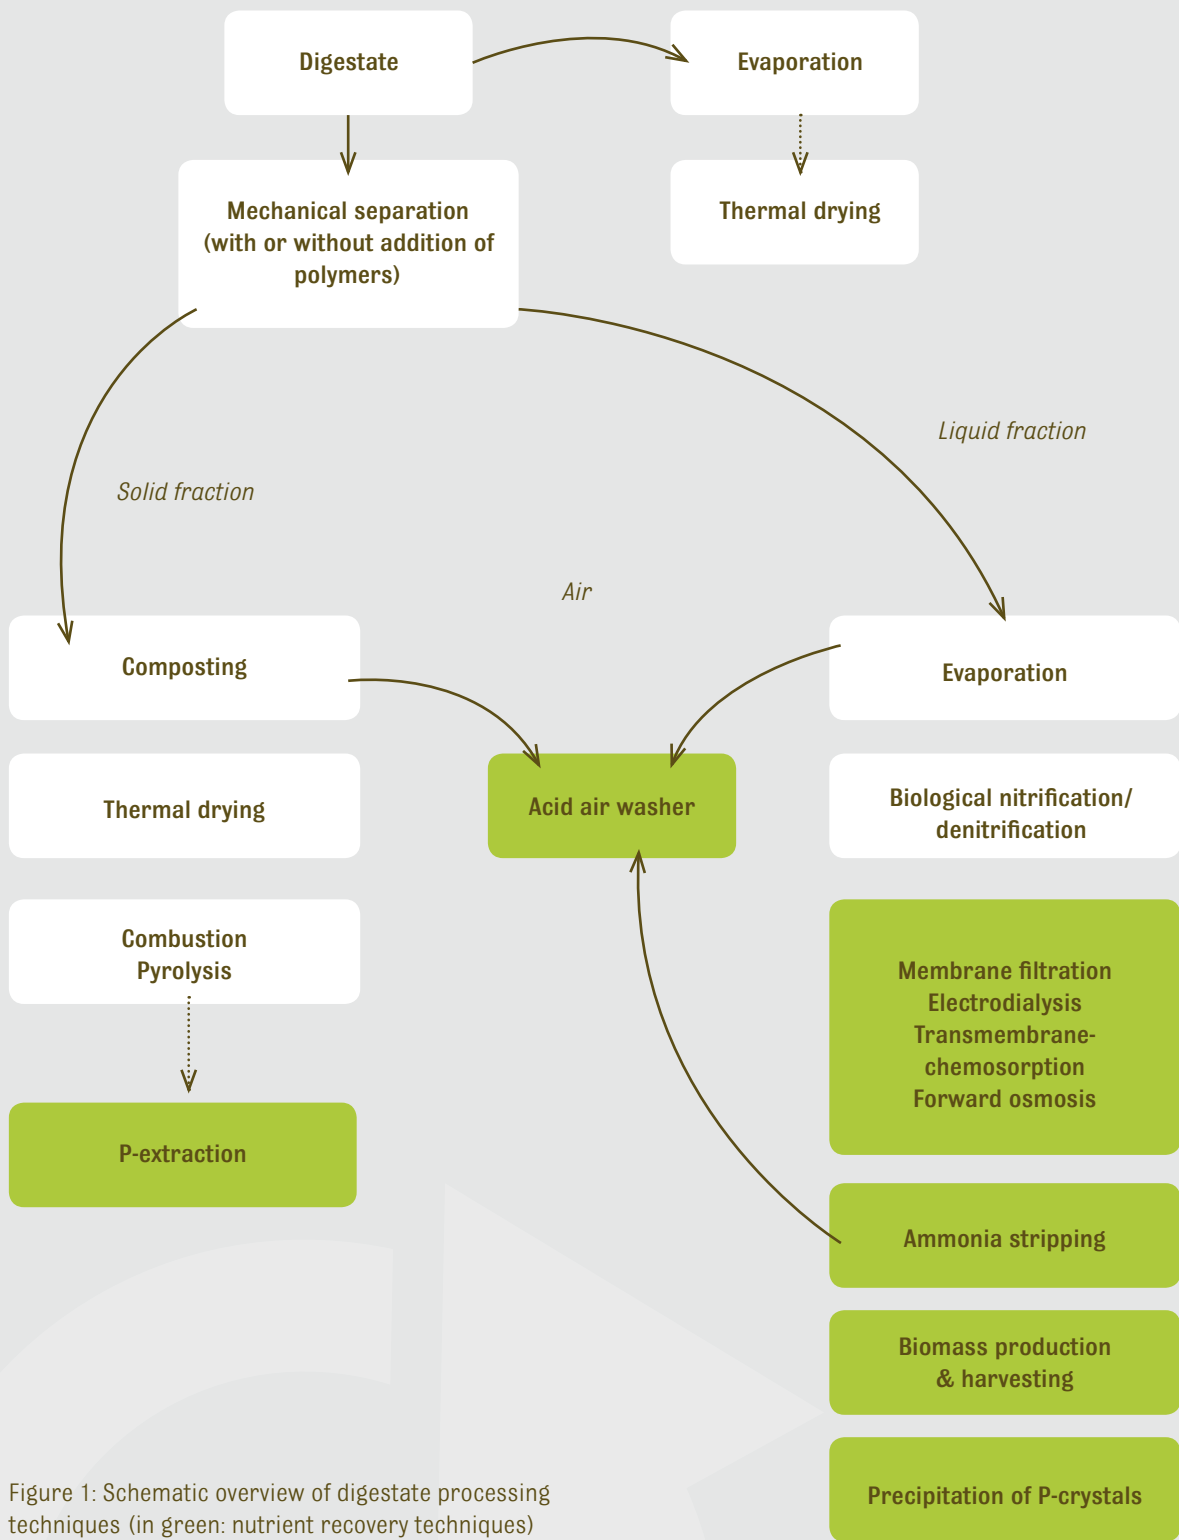 Digestate
Evaporation
Mechanical separation
(with or without addition of
polymers)
Thermal drying
Liquid fraction
Solid fraction
Air
Composting
Evaporation
Thermal drying
Acid air washer
Biological nitrification/
denitrification
Combustion
Pyrolysis
Membrane filtration
Electrodialysis
Transmembrane-
chemosorption
Forward osmosis
P-extraction
Ammonia stripping
Biomass production
& harvesting
Precipitation of P-crystals
Figure 1: Schematic overview of digestate processing
techniques (in green: nutrient recovery techniques)